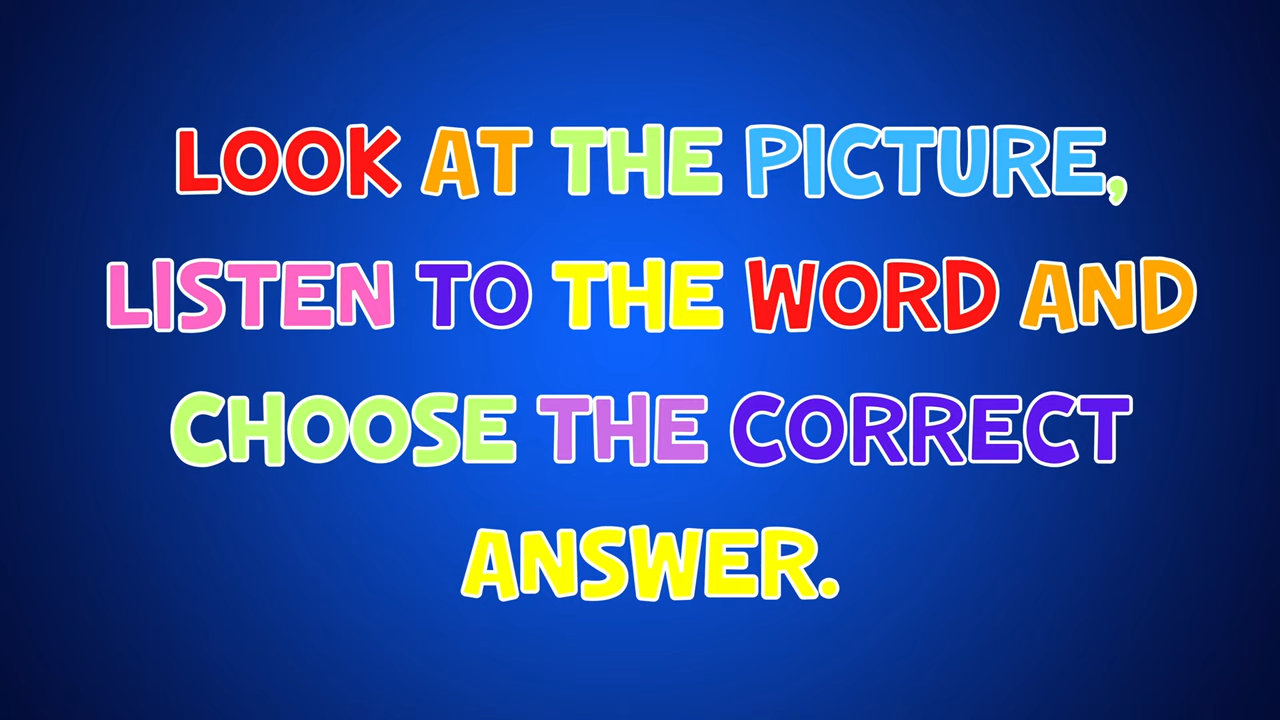 LOOK AT THE PICTURE,
LISTEN TO THE WORD AND
CHOOSE THE CORRECT
ANSWER.